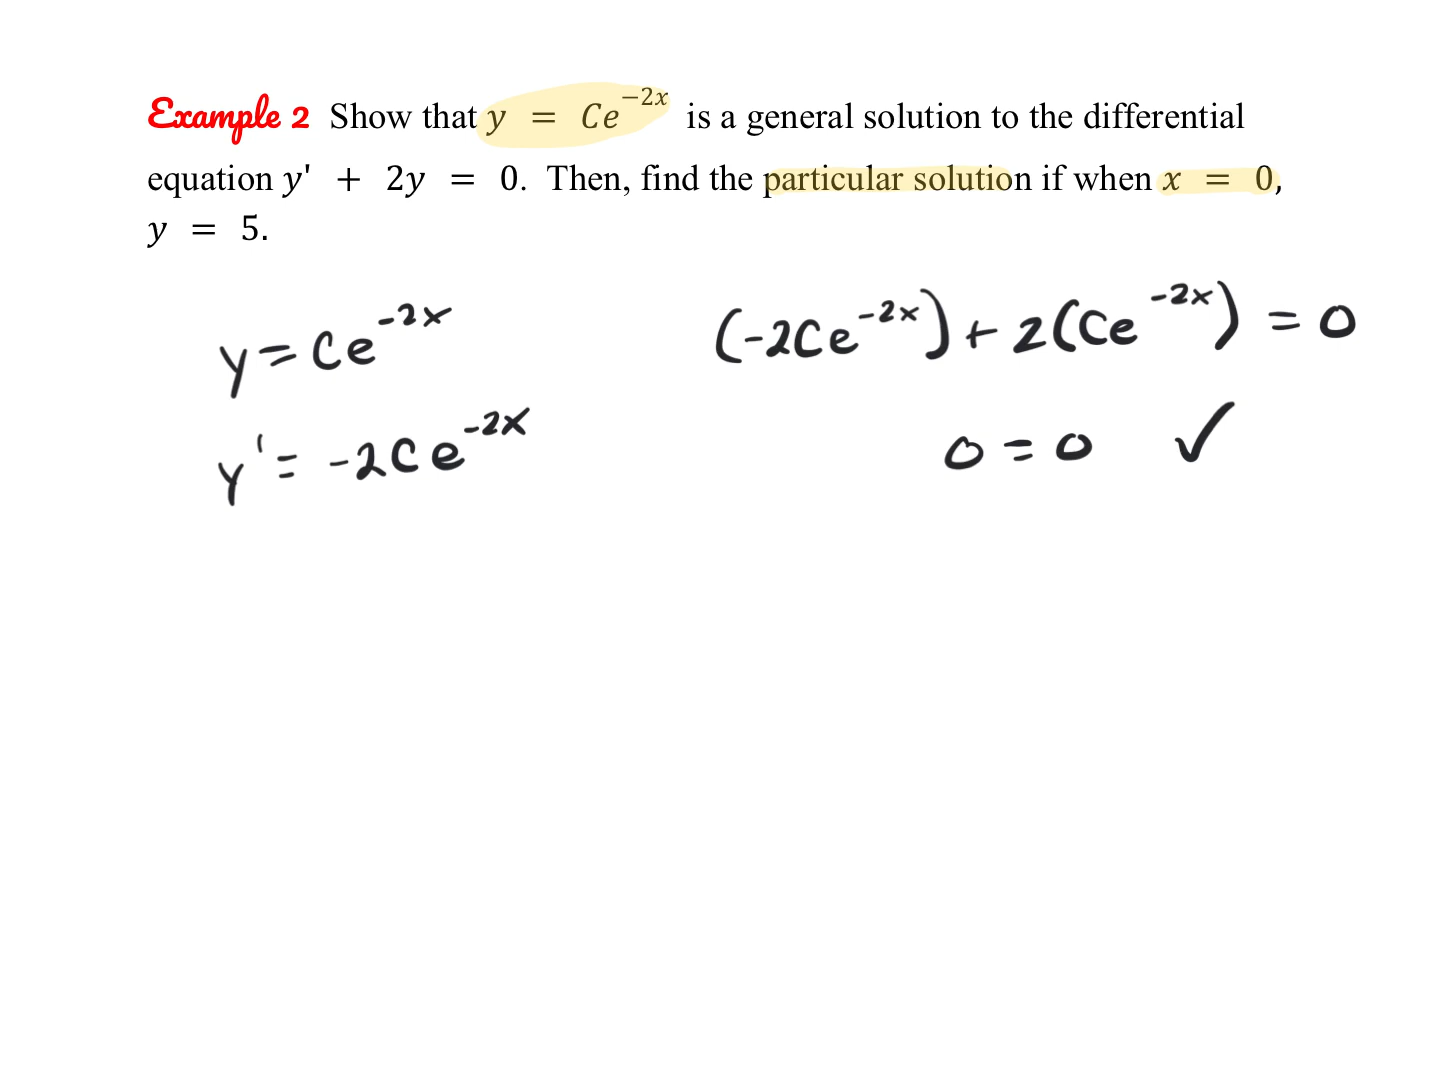 Example 2 Show that y = Ce^{-2x} is a general solution to the differential
equation y' + 2y = 0. Then, find the particular solution if when x = 0,
y = 5.
y = Ce^{-2x}
y' = -2Ce^{-2x}
(-2Ce^{-2x}) + 2(Ce^{-2x}) = 0
0 = 0 ✓